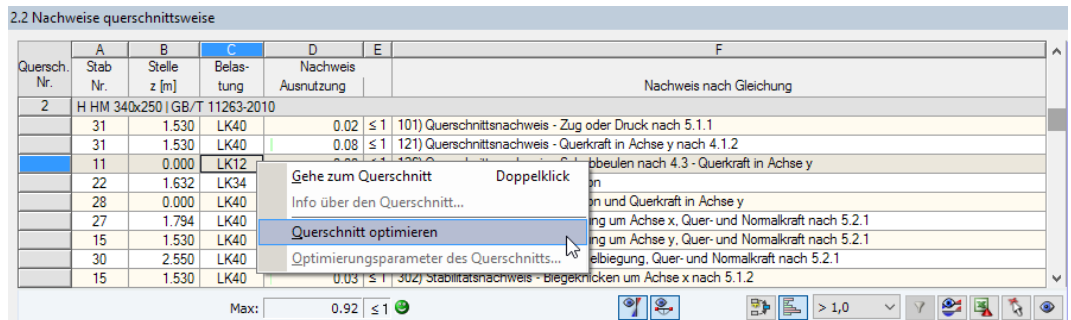 2.2 Nachweise querschnittsweise
A B C D E F
Quersch. Nr. Stab Nr. Stelle z [m] Belas- tung Nachweis Ausnutzung Nachweis nach Gleichung
2 H HM 340x250 | GB/T 11263-2010
31 1.530 LK40 0.02 ≤ 1 101) Querschnittsnachweis - Zug oder Druck nach 5.1.1
31 1.530 LK40 0.08 ≤ 1 121) Querschnittsnachweis - Querkraft in Achse y nach 4.1.2
11 0.000 LK12 bbeulen nach 4.3 - Querkraft in Achse y
22 1.632 LK34
28 0.000 LK40 on und Querkraft in Achse y
27 1.794 LK40 ng um Achse x, Quer- und Normalkraft nach 5.2.1
15 1.530 LK40 ng um Achse y, Quer- und Normalkraft nach 5.2.1
30 2.550 LK40 elbiegung, Quer- und Normalkraft nach 5.2.1
15 1.530 LK40 0.03 ≤ 1 302) Stabilitätsnachweis - Biegeknicken um Achse x nach 5.1.2
Gehe zum Querschnitt Doppelklick
Info über den Querschnitt...
Querschnitt optimieren
Optimierungsparameter des Querschnitts...
Max: 0.92 ≤ 1 > 1,0